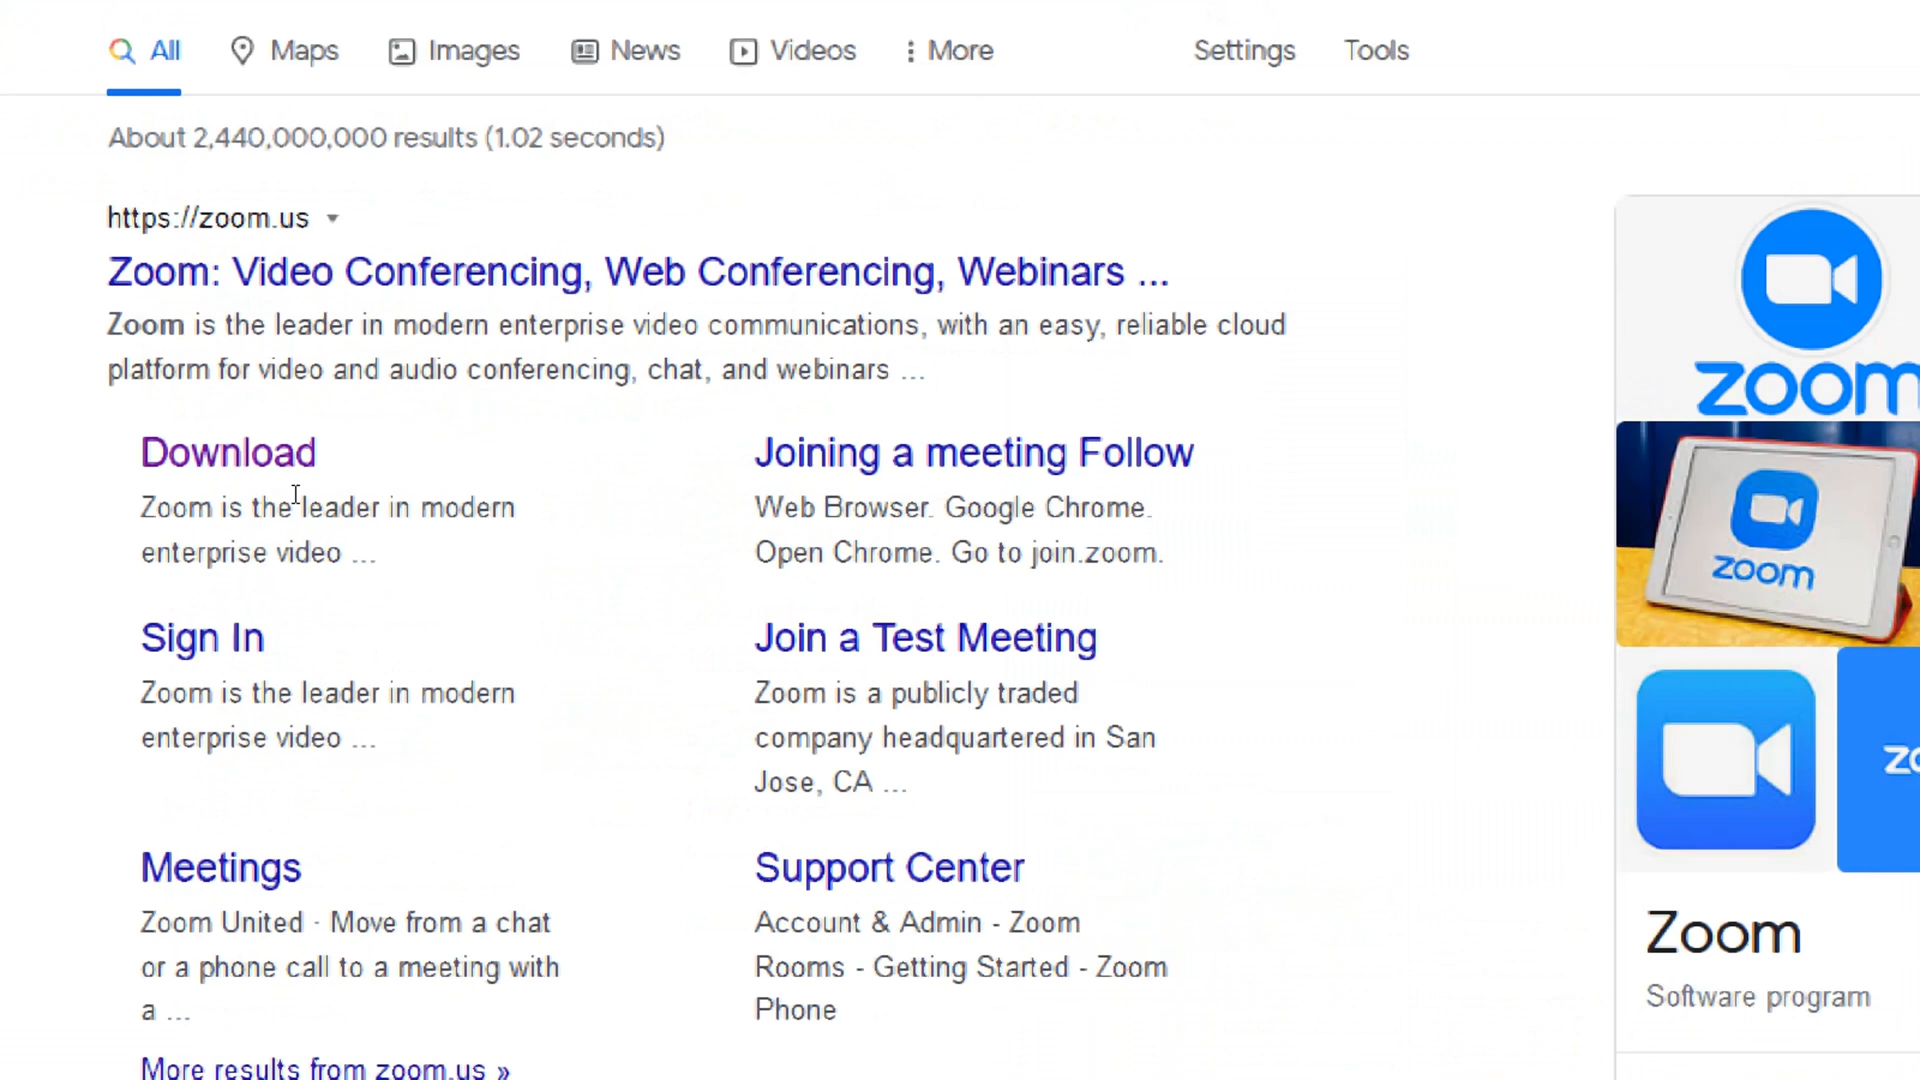 All Maps Images News Videos More Settings Tools
About 2,440,000,000 results (1.02 seconds)
https://zoom.us
Zoom: Video Conferencing, Web Conferencing, Webinars ...
Zoom is the leader in modern enterprise video communications, with an easy, reliable cloud
platform for video and audio conferencing, chat, and webinars ...
Download
Zoom is the leader in modern
enterprise video ...
Joining a meeting Follow
Web Browser. Google Chrome.
Open Chrome. Go to join.zoom.
Sign In
Zoom is the leader in modern
enterprise video ...
Join a Test Meeting
Zoom is a publicly traded
company headquartered in San
Jose, CA ...
Meetings
Zoom United · Move from a chat
or a phone call to a meeting with
a ...
Support Center
Account & Admin - Zoom
Rooms - Getting Started - Zoom
Phone
More results from zoom.us »
zoom
zoom
zo
Zoom
Software program